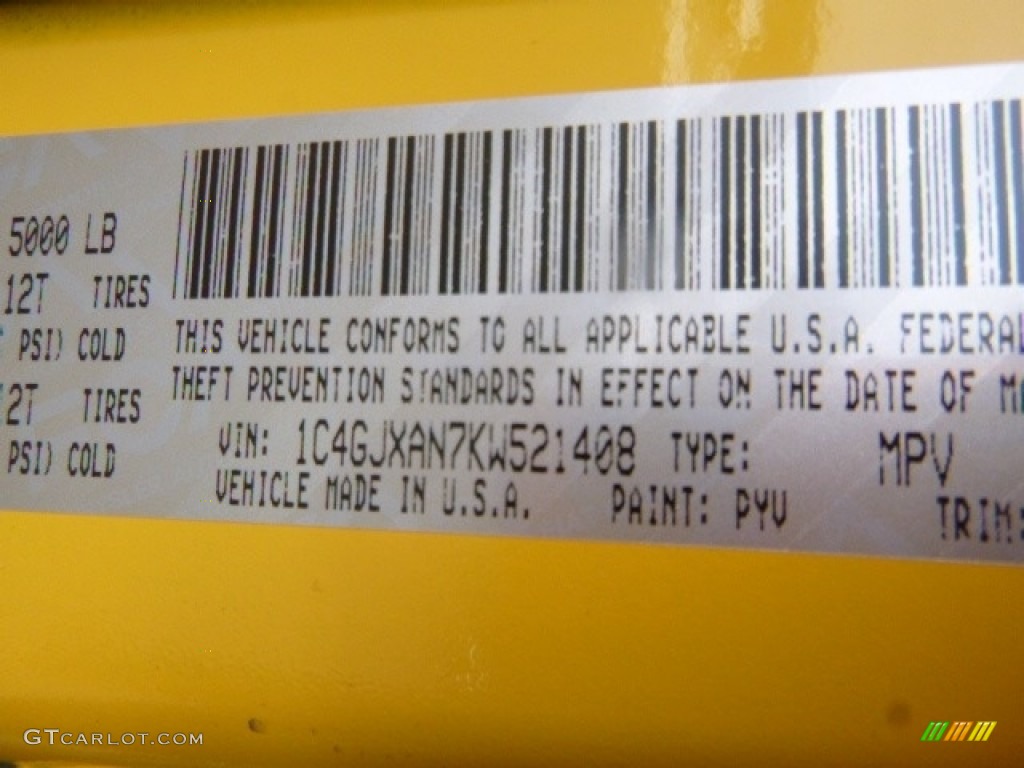 5000 LB
12T TIRES
PSI) COLD
2T TIRES
PSI) COLD
THIS VEHICLE CONFORMS TO ALL APPLICABLE U.S.A. FEDERAL
THEFT PREVENTION STANDARDS IN EFFECT ON THE DATE OF
VIN: 1C4GJXAN7KW521408 TYPE: MPV
VEHICLE MADE IN U.S.A. PAINT: PYV
TRIM:
GTCARLOT.COM